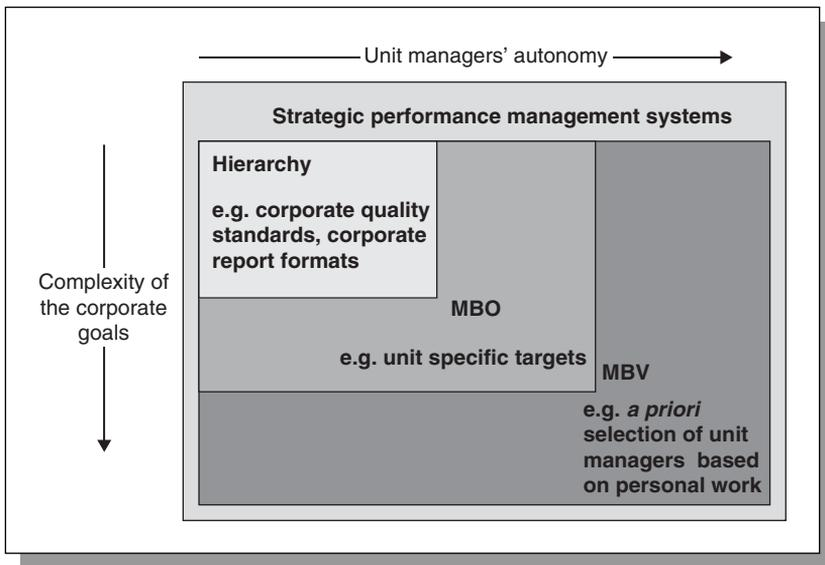 Unit managers’ autonomy
Strategic performance management systems
Hierarchy
e.g. corporate quality
standards, corporate
report formats
Complexity of
the corporate
goals
MBO
e.g. unit specific targets
MBV
e.g. a priori
selection of unit
managers based
on personal work